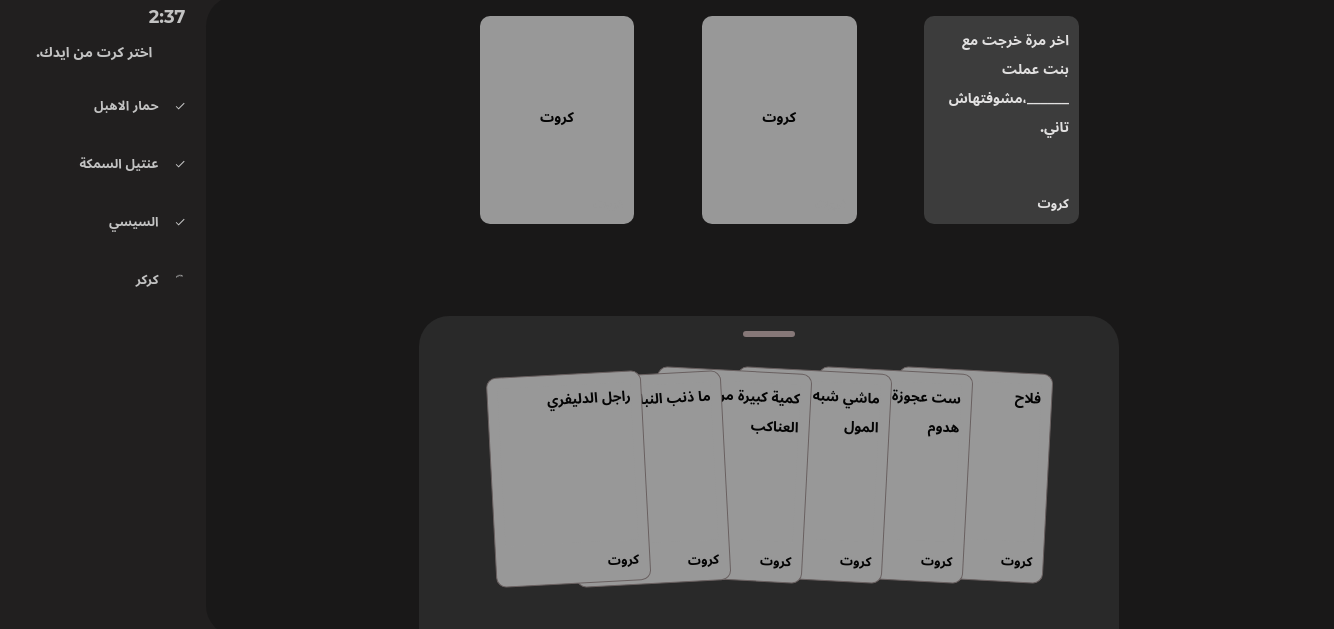 2:37
اختر كرت من ايدك.
حمار الاهبل
عنتيل السمكة
السيسي
كركر
اخر مرة خرجت مع
بنت عملت
______،مشوفتهاش
تاني.
كروت
كروت
كروت
فلاح
كروت
ست عجوزة
هدوم
كروت
ماشي شبه
المول
كروت
كمية كبيرة
العناكب
كروت
ما ذنب
كروت
راجل الدليفري
كروت